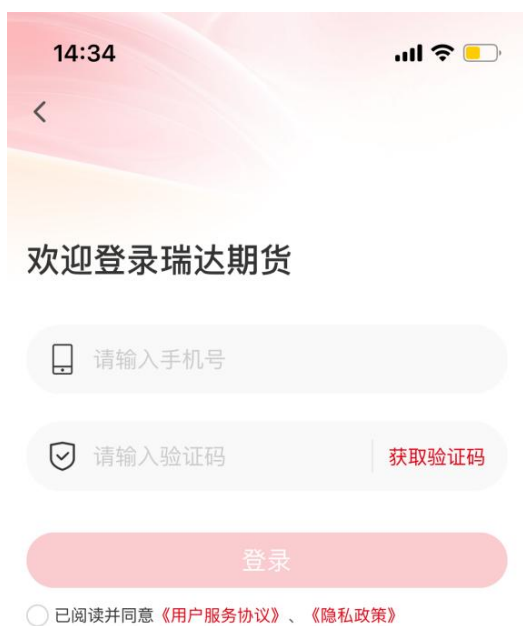 14:34
欢迎登录瑞达期货
请输入手机号
请输入验证码 获取验证码
登录
已阅读并同意《用户服务协议》、《隐私政策》